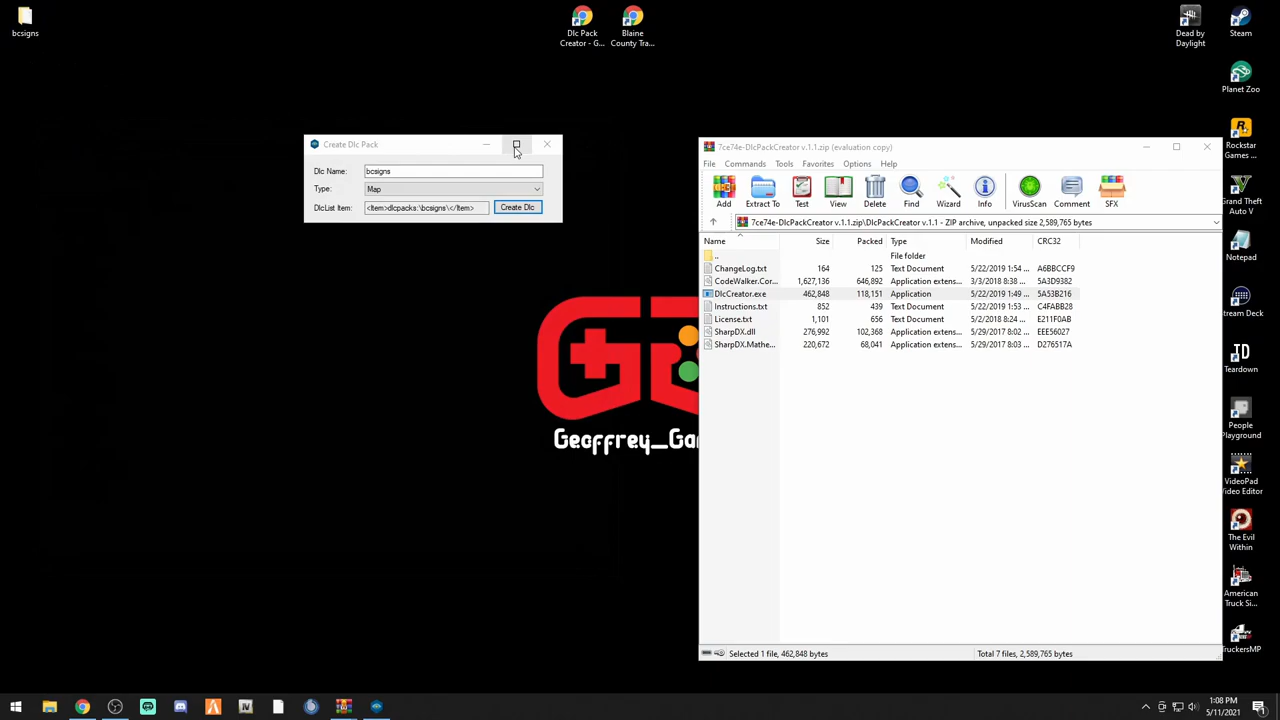 bcsigns
Dlc Pack
Creator - G...
Blaine
County Tra...
Dead by
Daylight
Steam
Planet Zoo
Rockstar
Games ...
Grand Theft
Auto V
Notepad
Stream Deck
Teardown
People
Playground
VideoPad
Video Editor
The Evil
Within
American
Truck Si...
TruckersMP
Create Dlc Pack
Dlc Name: bcsigns
Type: Map
DlcList Item: <Item>dlcpacks:\bcsigns\</Item> Create Dlc
Geoffrey_Ga
7ce74e-DlcPackCreator v.1.1.zip (evaluation copy)
File Commands Tools Favorites Options Help
Add Extract To Test View Delete Find Wizard Info VirusScan Comment SFX
7ce74e-DlcPackCreator v.1.1.zip\DlcPackCreator v.1.1 - ZIP archive, unpacked size 2,589,765 bytes
Name Size Packed Type Modified CRC32
.. File folder
ChangeLog.txt 164 125 Text Document 5/22/2019 1:54 ... A6BBCCF9
CodeWalker.Cor... 1,627,136 646,892 Application extens... 3/3/2018 8:38 ... 5A3D9382
DlcCreator.exe 462,848 118,151 Application 5/22/2019 1:49 ... 5A53B216
Instructions.txt 852 439 Text Document 5/22/2019 1:53 ... C4FABB28
License.txt 1,101 656 Text Document 5/2/2018 8:24 ... E211F0AB
SharpDX.dll 276,992 102,368 Application extens... 5/29/2017 8:02 ... EEE56027
SharpDX.Mathe... 220,672 68,041 Application extens... 5/29/2017 8:03 ... D276517A
Selected 1 file, 462,848 bytes Total 7 files, 2,589,765 bytes
1:08 PM
5/11/2021